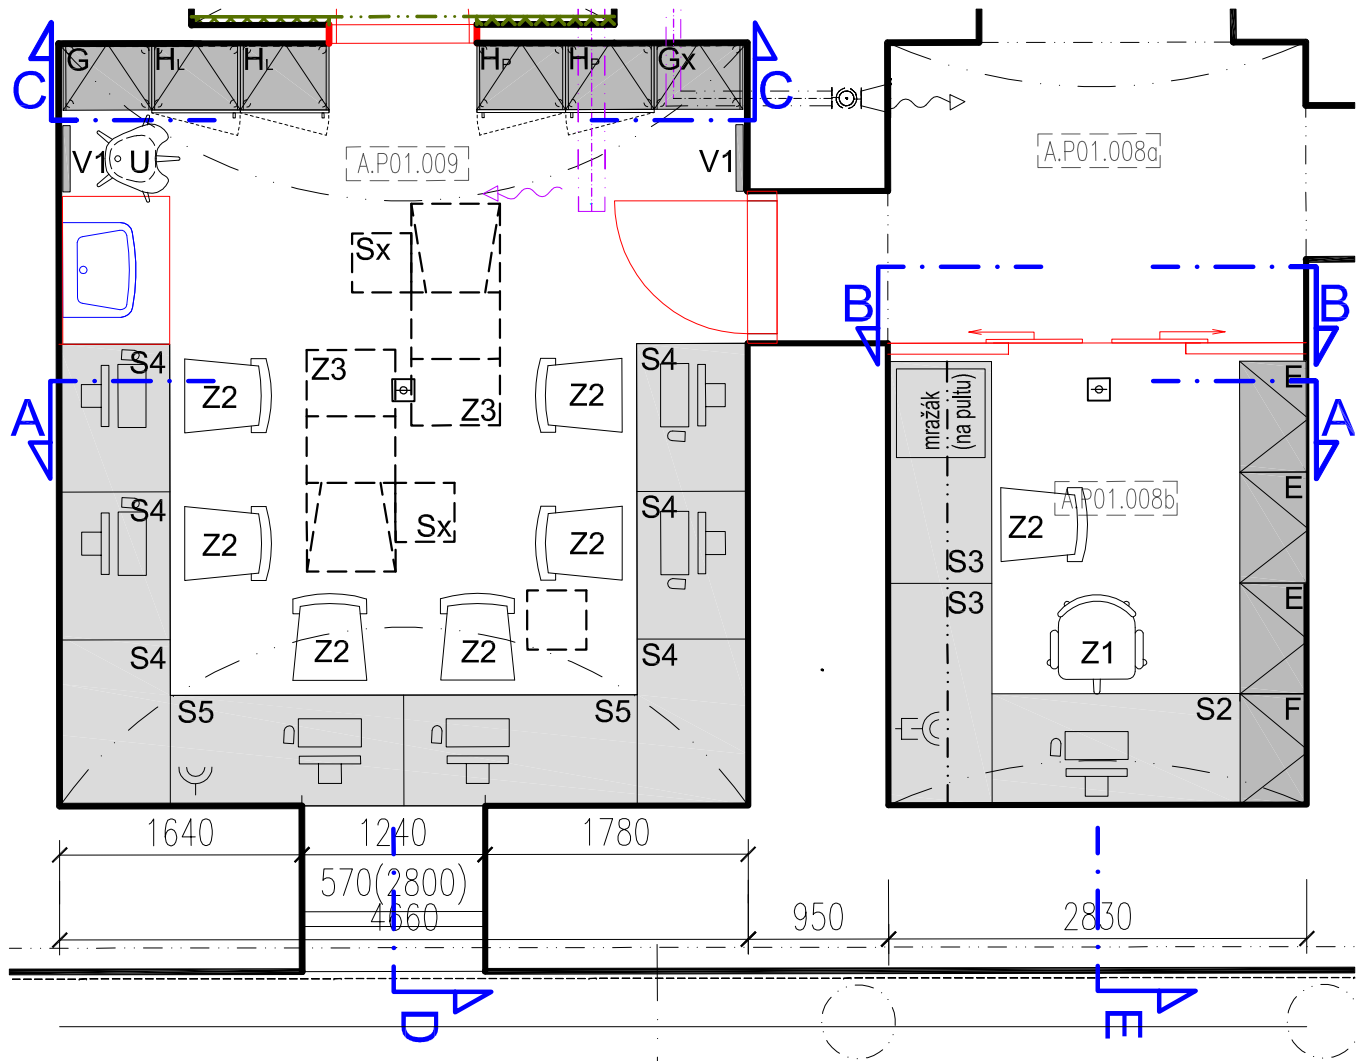 G HL HL HP HP Gx
C C
V1 U V1
A.P01.009
A.P01.008a
Sx
B B
S4 S4
Z3
Z2 Z2
Z3
A A
mražák
(na pultu)
E
A.P01.008b
E
S4 S4
Sx
Z2 Z2
Z2
S3
S3
E
Z2 Z2
Z1
S4 S4
S5 S5
S2 F
1640 1240 1780
570(2800)
4660 950 2830
D E